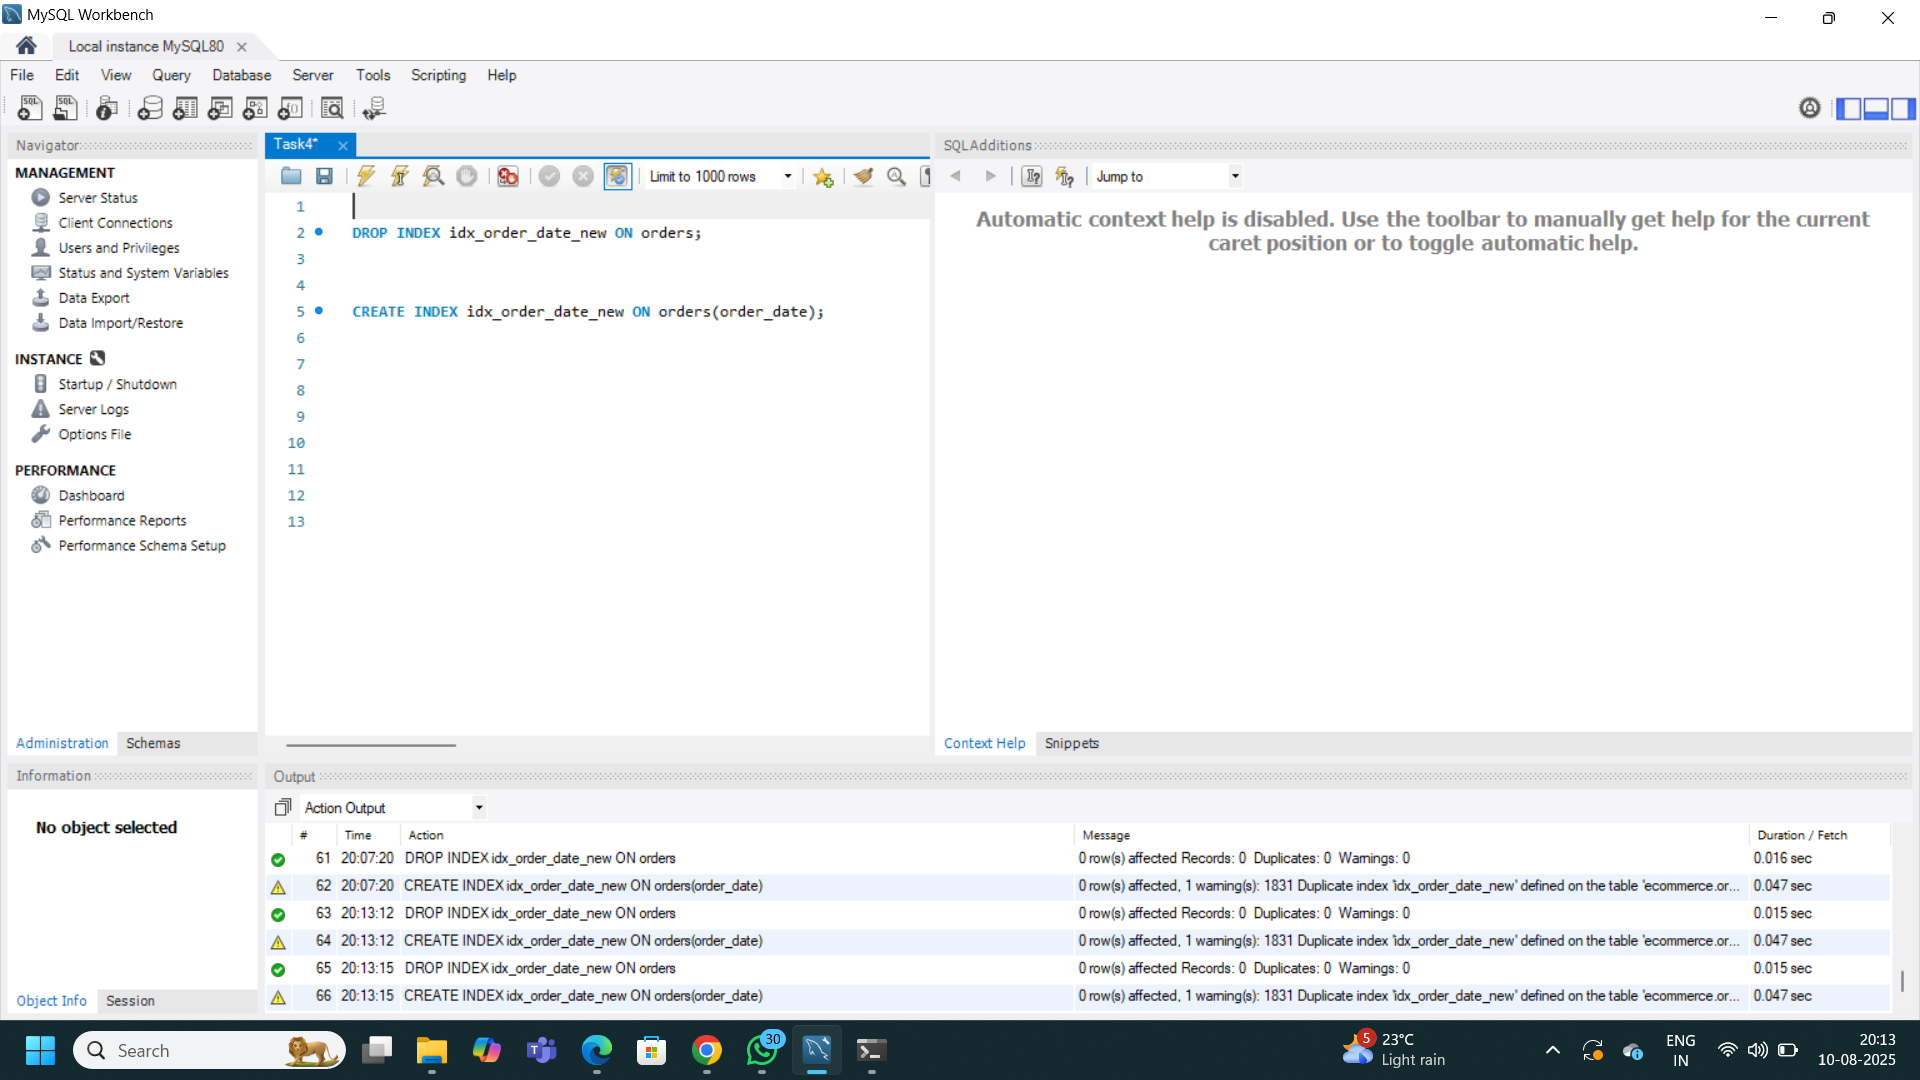 MySQL Workbench
Local instance MySQL80
File Edit View Query Database Server Tools Scripting Help
Navigator
MANAGEMENT
Server Status
Client Connections
Users and Privileges
Status and System Variables
Data Export
Data Import/Restore
INSTANCE
Startup / Shutdown
Server Logs
Options File
PERFORMANCE
Dashboard
Performance Reports
Performance Schema Setup
Administration Schemas
Task4*
Limit to 1000 rows
1
2 DROP INDEX idx_order_date_new ON orders;
3
4
5 CREATE INDEX idx_order_date_new ON orders(order_date);
6
7
8
9
10
11
12
13
SQLAdditions
Jump to
Automatic context help is disabled. Use the toolbar to manually get help for the current
caret position or to toggle automatic help.
Context Help Snippets
Information
No object selected
Object Info Session
Output
Action Output
# Time Action Message Duration / Fetch
61 20:07:20 DROP INDEX idx_order_date_new ON orders 0 row(s) affected Records: 0 Duplicates: 0 Warnings: 0 0.016 sec
62 20:07:20 CREATE INDEX idx_order_date_new ON orders(order_date) 0 row(s) affected, 1 warning(s): 1831 Duplicate index 'idx_order_date_new' defined on the table 'ecommerce.or... 0.047 sec
63 20:13:12 DROP INDEX idx_order_date_new ON orders 0 row(s) affected Records: 0 Duplicates: 0 Warnings: 0 0.015 sec
64 20:13:12 CREATE INDEX idx_order_date_new ON orders(order_date) 0 row(s) affected, 1 warning(s): 1831 Duplicate index 'idx_order_date_new' defined on the table 'ecommerce.or... 0.047 sec
65 20:13:15 DROP INDEX idx_order_date_new ON orders 0 row(s) affected Records: 0 Duplicates: 0 Warnings: 0 0.015 sec
66 20:13:15 CREATE INDEX idx_order_date_new ON orders(order_date) 0 row(s) affected, 1 warning(s): 1831 Duplicate index 'idx_order_date_new' defined on the table 'ecommerce.or... 0.047 sec
Search
30
5
23°C
Light rain
ENG
IN
20:13
10-08-2025